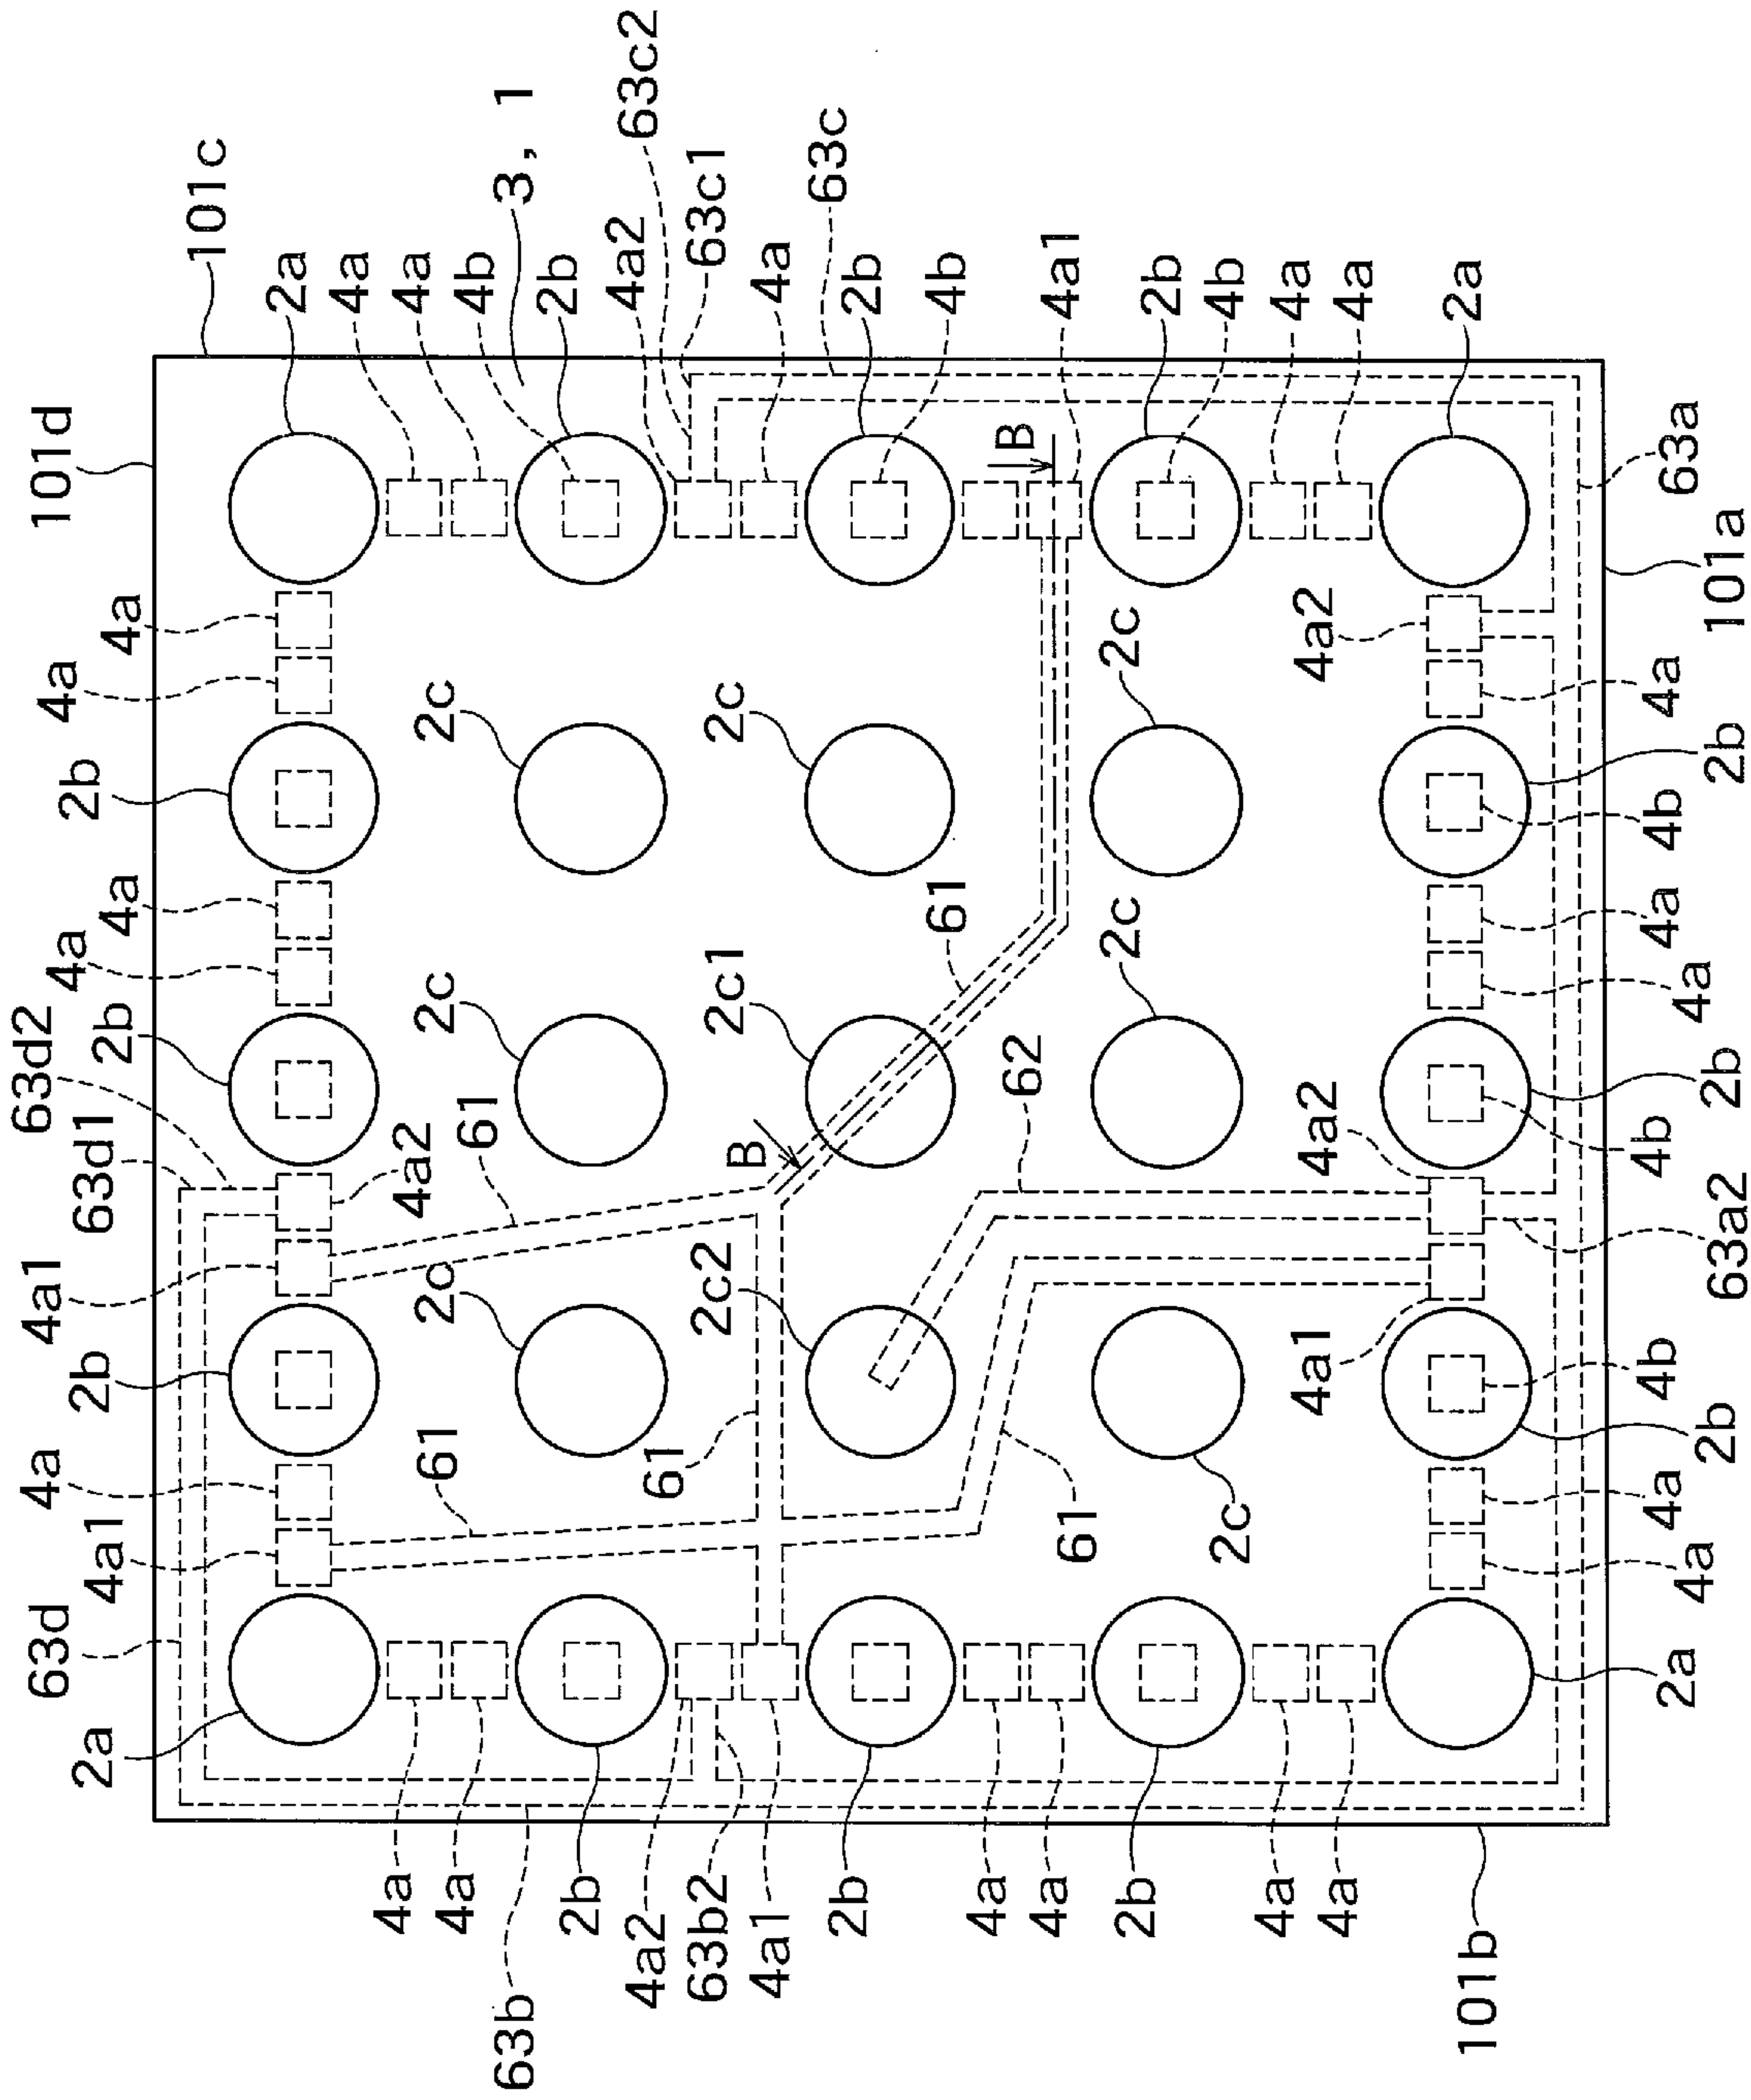 63d 4a 4a1 63d2 4a 4a 101d
2a 4a1 2b 63d1 2b 4a 2b 4a
101c
2a
4a
4a 4a2 4a
61 2c 2c 2c
4a 61 4b
63b 3, 1
2b 2b
4a2 61 4a2 63c2
63b2 2c2 2c1 2c 63c1
4a1 B 4a
63c
2b 2b
61 4b
4a
62 B
4a 4a1
61
2c 2c
2b 2b
2c 4b
4a 4a
4a1 4a2 4a2
4a 4a
101b 2a
4a 4b 4b 4a 4b 4a 63a
2a 4a 2b 63a2 2b 4a 2b 101a